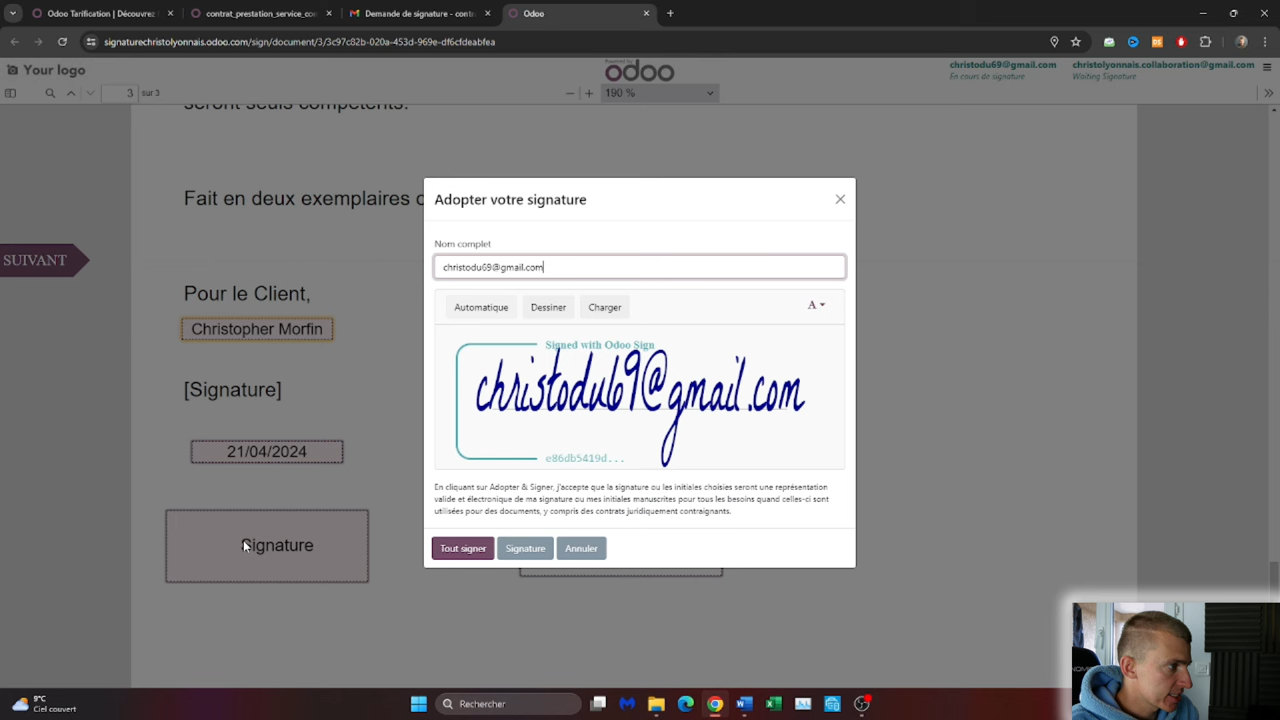 Odoo Tarification | Découvrez
contrat_prestation_service_co
Demande de signature - contr
Odoo
signaturechristolyonnais.odoo.com/sign/document/3/3c97c82b-020a-453d-969e-df6cfdeabfea
Your logo
odoo
christodu69@gmail.com
En cours de signature
christolyonnais.collaboration@gmail.com
Waiting Signature
3 sur 3
190 %
seront seuls compétents.
Fait en deux exemplaires
SUIVANT
Pour le Client,
Christopher Morfin
[Signature]
21/04/2024
Signature
Adopter votre signature
Nom complet
christodu69@gmail.com
Automatique Dessiner Charger
A
Signed with Odoo Sign
christodu69@gmail.com
e86db5419d...
En cliquant sur Adopter & Signer, j'accepte que la signature ou les initiales choisies seront une représentation
valide et électronique de ma signature ou mes initiales manuscrites pour tous les besoins quand celles-ci sont
utilisées pour des documents, y compris des contrats juridiquement contraignants.
Tout signer Signature Annuler
9°C
Ciel couvert
Rechercher